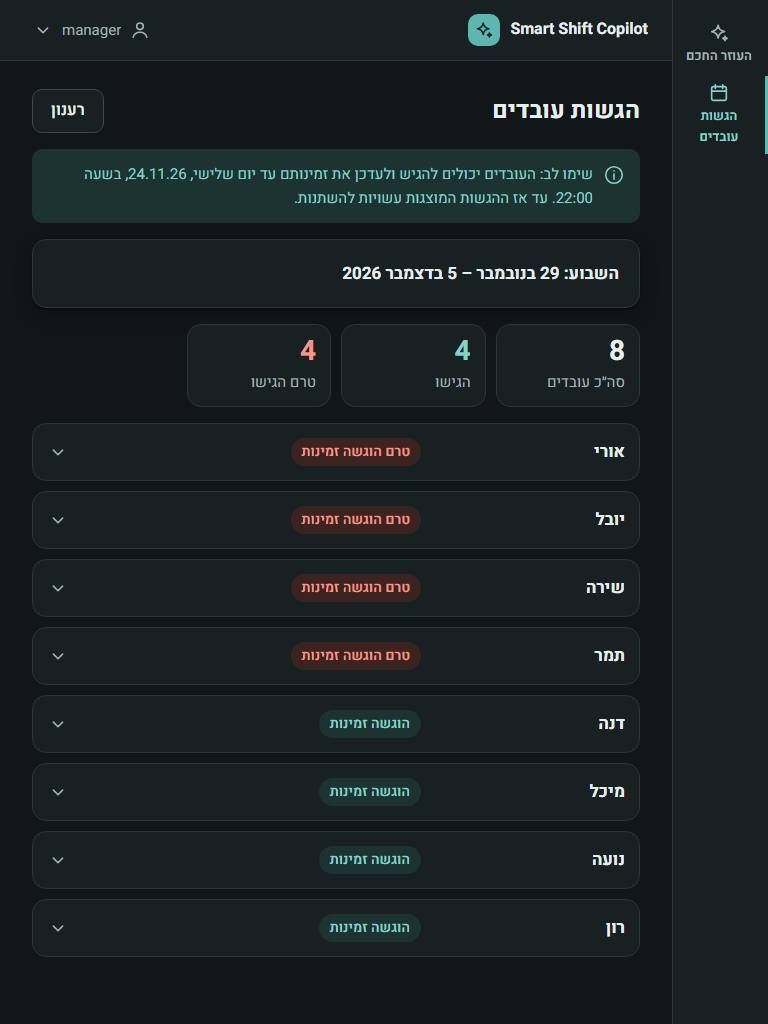 העוזר החכם
הגשות
עובדים
Smart Shift Copilot
manager
הגשות עובדים
רענון
שימו לב: העובדים יכולים להגיש ולעדכן את זמינותם עד יום שלישי, 24.11.26, בשעה
22:00. עד אז ההגשות המוצגות עשויות להשתנות.
השבוע: 29 בנובמבר – 5 בדצמבר 2026
8
סה"כ עובדים
4
הגישו
4
טרם הגישו
אורי
טרם הוגשה זמינות
יובל
טרם הוגשה זמינות
שירה
טרם הוגשה זמינות
תמר
טרם הוגשה זמינות
דנה
הוגשה זמינות
מיכל
הוגשה זמינות
נועה
הוגשה זמינות
רון
הוגשה זמינות